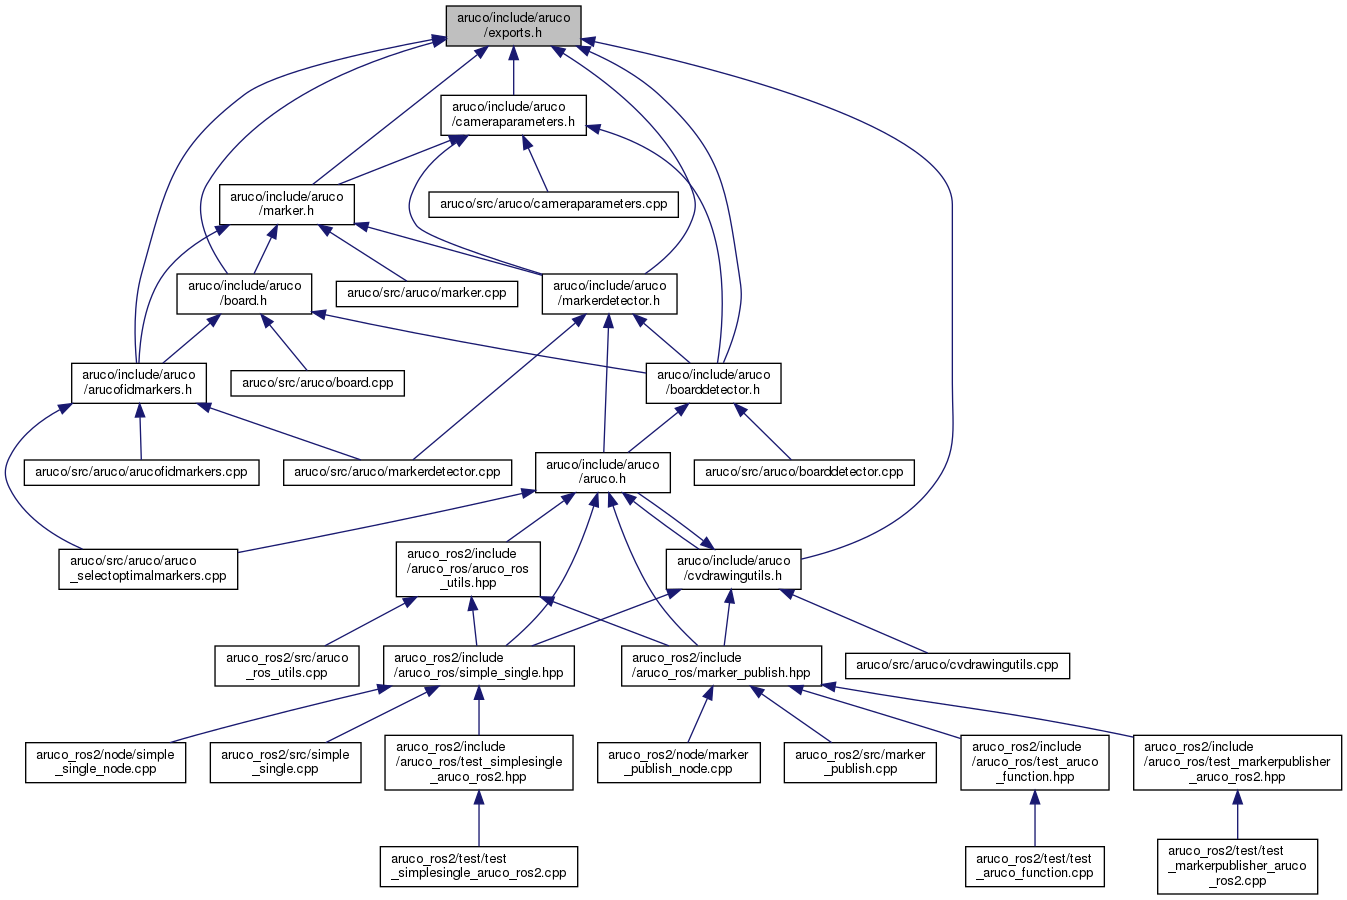 aruco/include/aruco
/exports.h
aruco/include/aruco
/cameraparameters.h
aruco/include/aruco
/marker.h
aruco/src/aruco/cameraparameters.cpp
aruco/include/aruco
/board.h
aruco/src/aruco/marker.cpp
aruco/include/aruco
/markerdetector.h
aruco/include/aruco
/arucofidmarkers.h
aruco/src/aruco/board.cpp
aruco/include/aruco
/boarddetector.h
aruco/src/aruco/arucofidmarkers.cpp
aruco/src/aruco/markerdetector.cpp
aruco/include/aruco
/aruco.h
aruco/src/aruco/boarddetector.cpp
aruco/src/aruco/aruco
_selectoptimalmarkers.cpp
aruco_ros2/include
/aruco_ros/aruco_ros
_utils.hpp
aruco/include/aruco
/cvdrawingutils.h
aruco_ros2/src/aruco
_ros_utils.cpp
aruco_ros2/include
/aruco_ros/simple_single.hpp
aruco_ros2/include
/aruco_ros/marker_publish.hpp
aruco/src/aruco/cvdrawingutils.cpp
aruco_ros2/node/simple
_single_node.cpp
aruco_ros2/src/simple
_single.cpp
aruco_ros2/include
/aruco_ros/test_simplesingle
_aruco_ros2.hpp
aruco_ros2/node/marker
_publish_node.cpp
aruco_ros2/src/marker
_publish.cpp
aruco_ros2/include
/aruco_ros/test_aruco
_function.hpp
aruco_ros2/include
/aruco_ros/test_markerpublisher
_aruco_ros2.hpp
aruco_ros2/test/test
_simplesingle_aruco_ros2.cpp
aruco_ros2/test/test
_aruco_function.cpp
aruco_ros2/test/test
_markerpublisher_aruco
_ros2.cpp